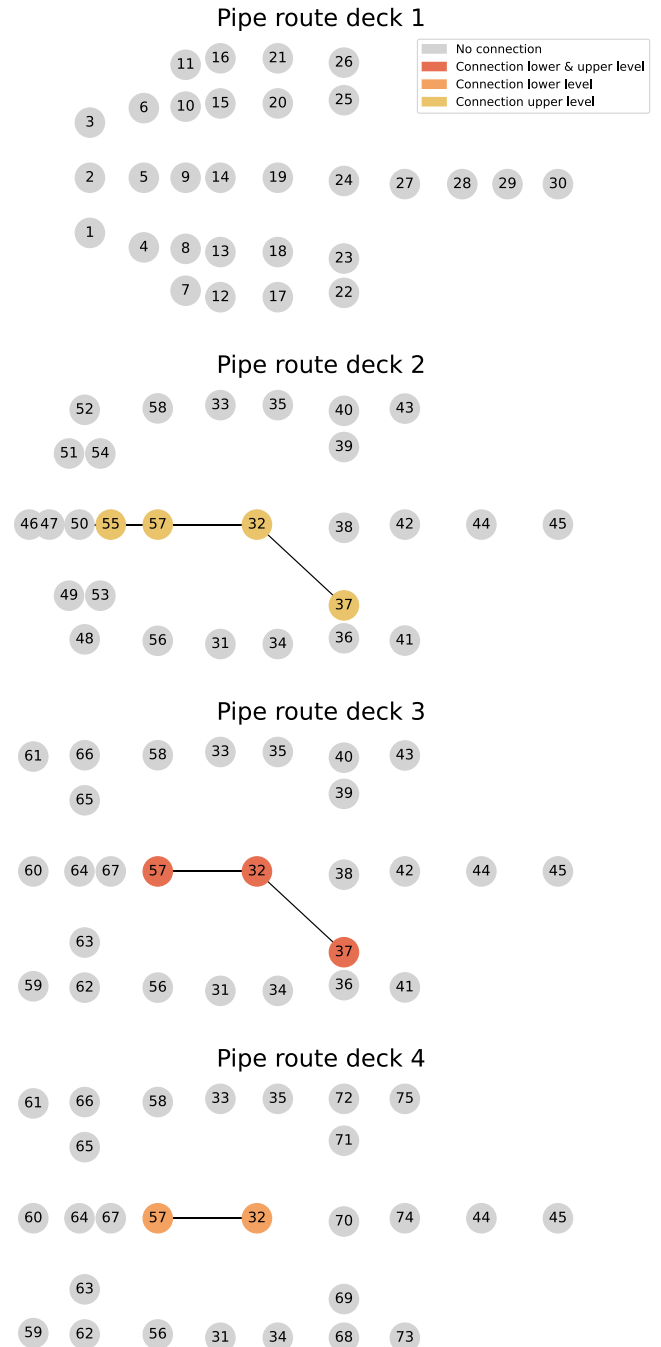 Pipe route deck 1
No connection
Connection lower & upper level
Connection lower level
Connection upper level
11 16 21 26
3 6 10 15 20 25
2 5 9 14 19 24 27 28 29 30
1 4 8 13 18 23
7 12 17 22
Pipe route deck 2
52 58 33 35 40 43
51 54 39
46 47 50 55 57 32 38 42 44 45
49 53 37
48 56 31 34 36 41
Pipe route deck 3
61 66 58 33 35 40 43
65 39
60 64 67 57 32 38 42 44 45
63 37
59 62 56 31 34 36 41
Pipe route deck 4
61 66 58 33 35 72 75
65 71
60 64 67 57 32 70 74 44 45
63 69
59 62 56 31 34 68 73